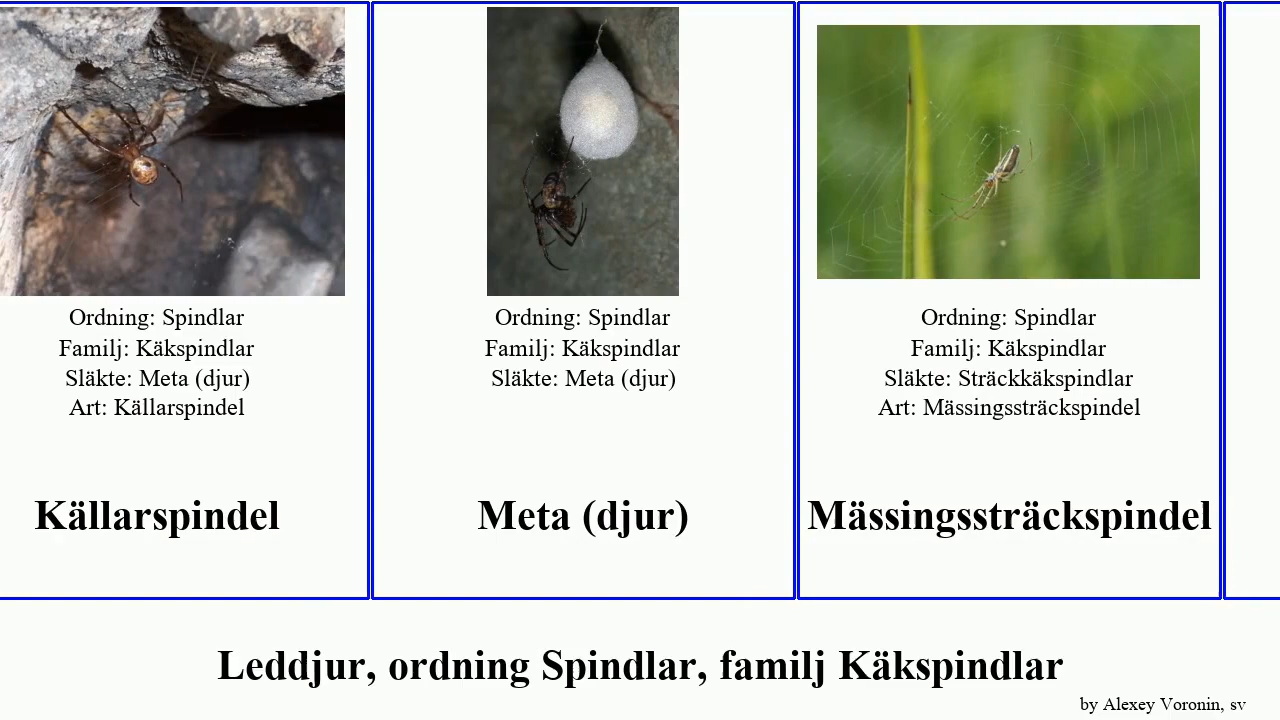 Ordning: Spindlar
Familj: Käkspindlar
Släkte: Meta (djur)
Art: Källarspindel
Källarspindel
Ordning: Spindlar
Familj: Käkspindlar
Släkte: Meta (djur)
Meta (djur)
Ordning: Spindlar
Familj: Käkspindlar
Släkte: Sträckkäkspindlar
Art: Mässingssträckspindel
Mässingssträckspindel
Leddjur, ordning Spindlar, familj Käkspindlar
by Alexey Voronin, sv